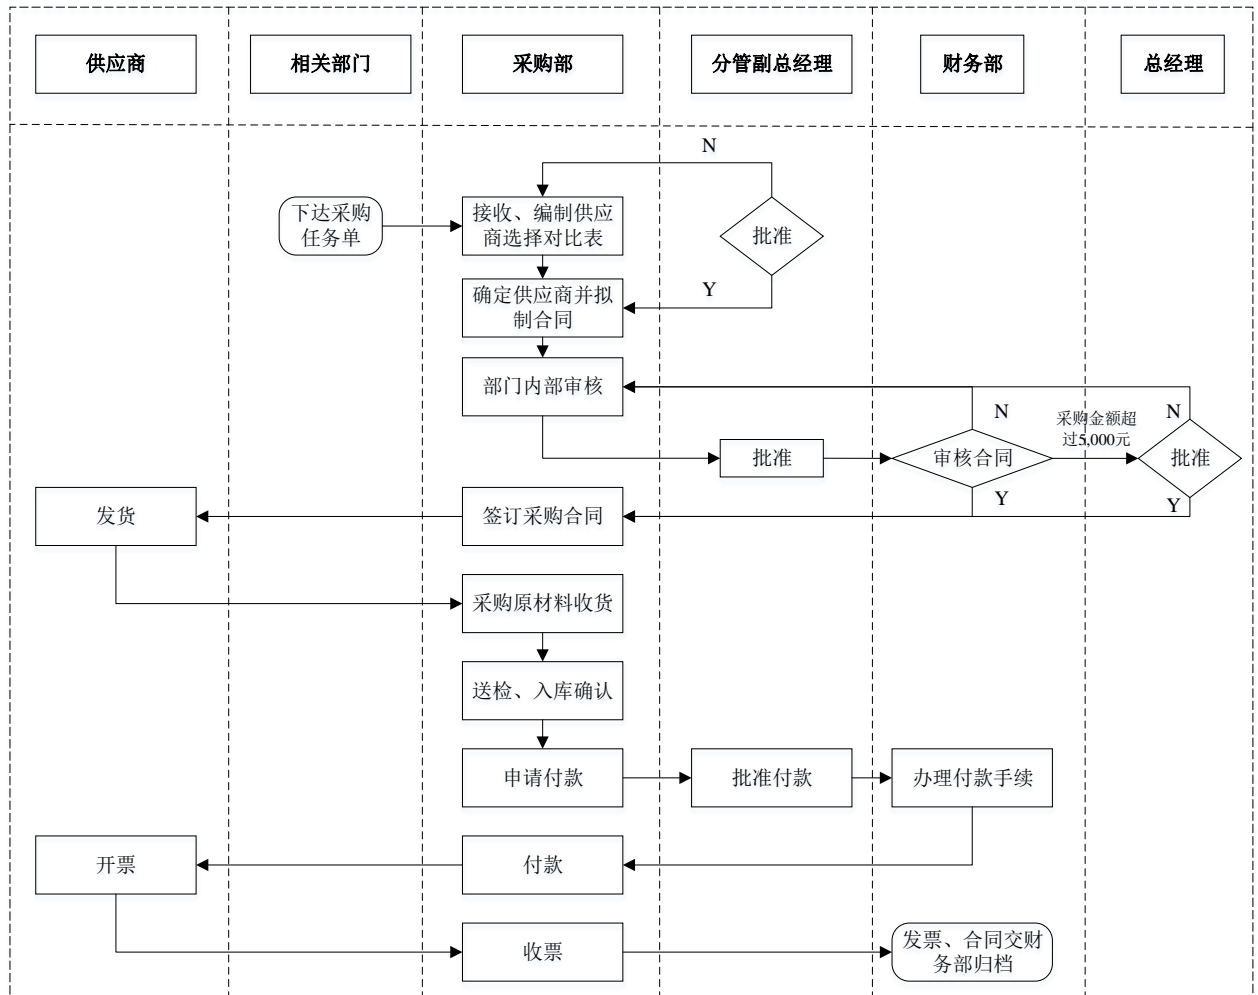 供应商
相关部门
采购部
分管副总经理
财务部
总经理
N
下达采购
任务单
接收、编制供应
商选择对比表
批准
Y
确定供应商并拟
制合同
部门内部审核
N
采购金额超
过5,000元
N
批准
审核合同
批准
Y
Y
发货
签订采购合同
采购原材料收货
送检、入库确认
申请付款
批准付款
办理付款手续
开票
付款
收票
发票、合同交财
务部归档